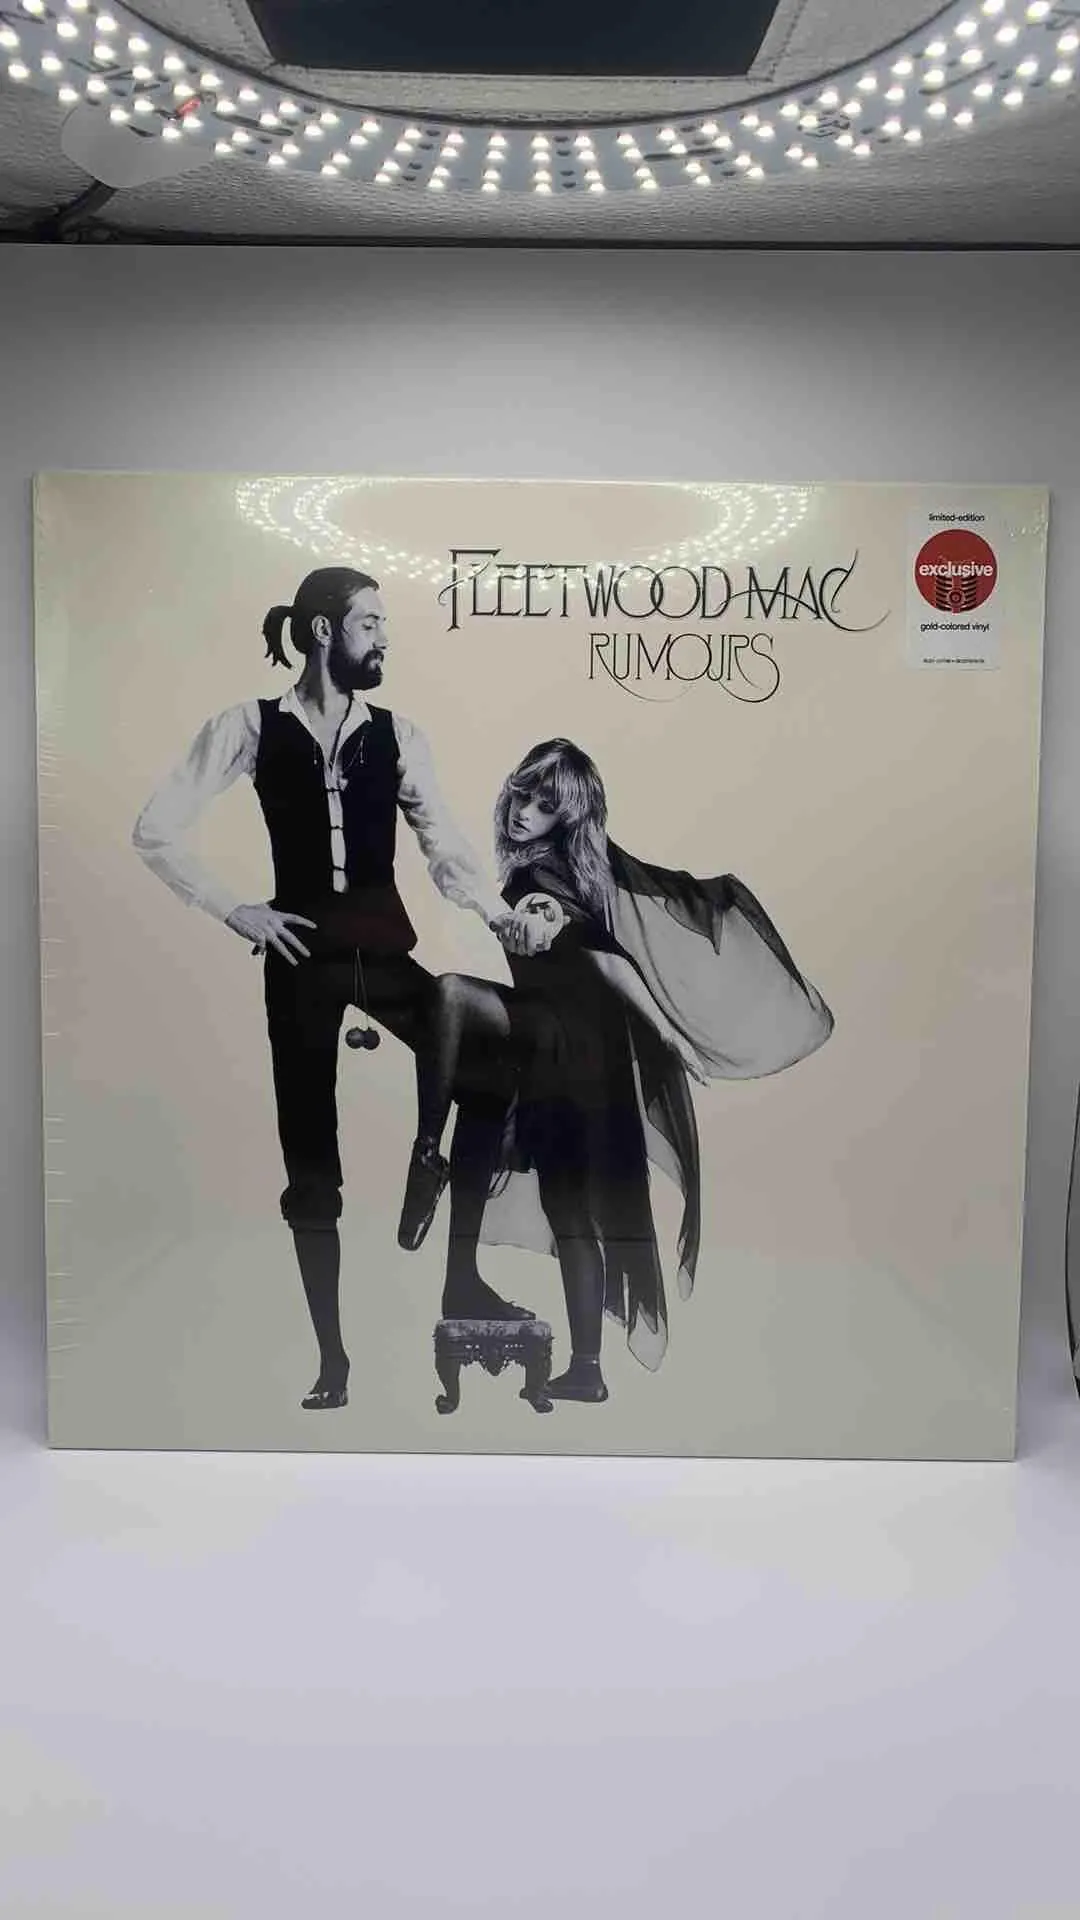 FLEETWOOD MAC
RUMOURS
limited-edition
exclusive
gold-colored vinyl